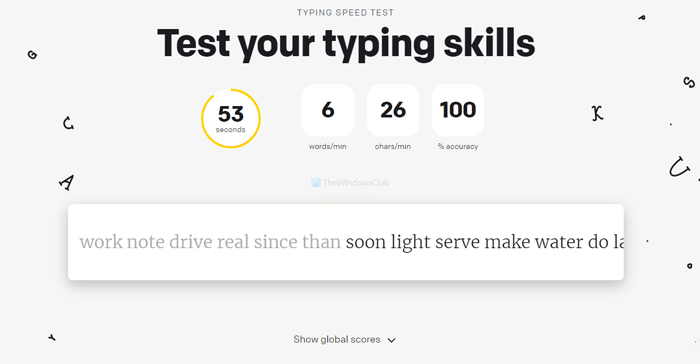 TYPING SPEED TEST
Test your typing skills
53 6 26 100
seconds
words/min chars/min % accuracy
TheWindowsClub
work note drive real since than soon light serve make water do la
Show global scores